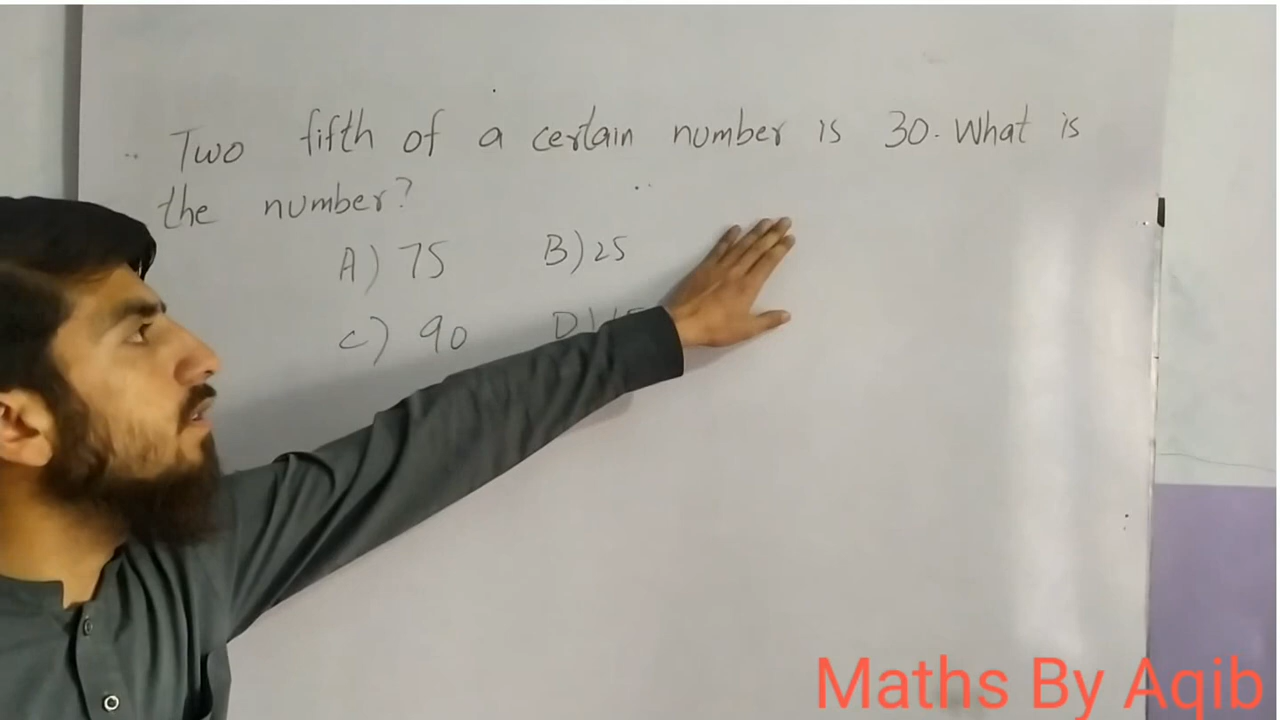 Two fifth of a certain number is 30. What is
the number?
A) 75 B) 25
C) 90 D)
Maths By Aqib